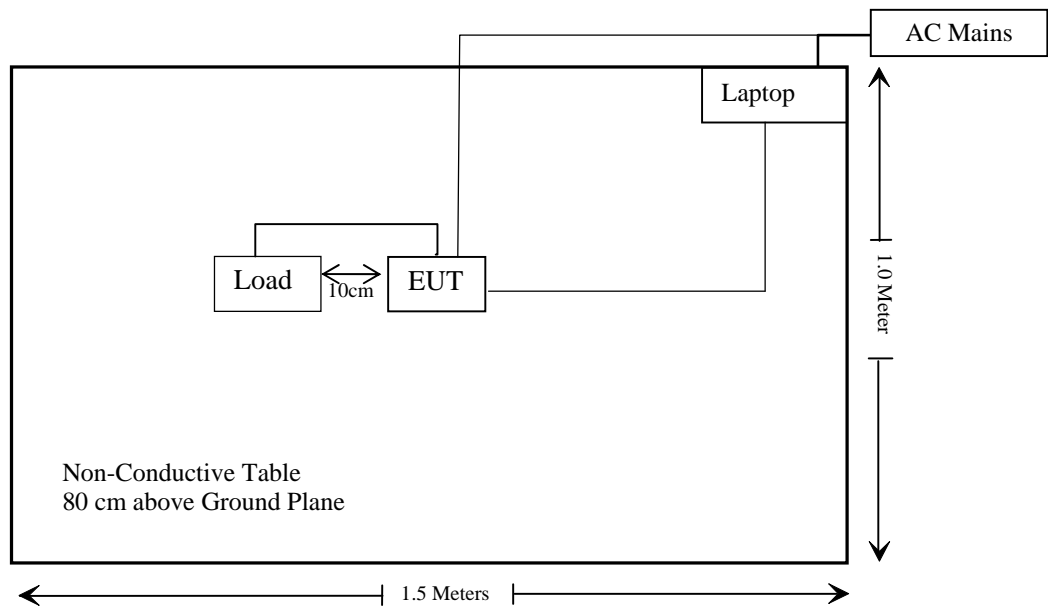 AC Mains
Laptop
Load
10cm
EUT
1.0 Meter
Non-Conductive Table
80 cm above Ground Plane
1.5 Meters